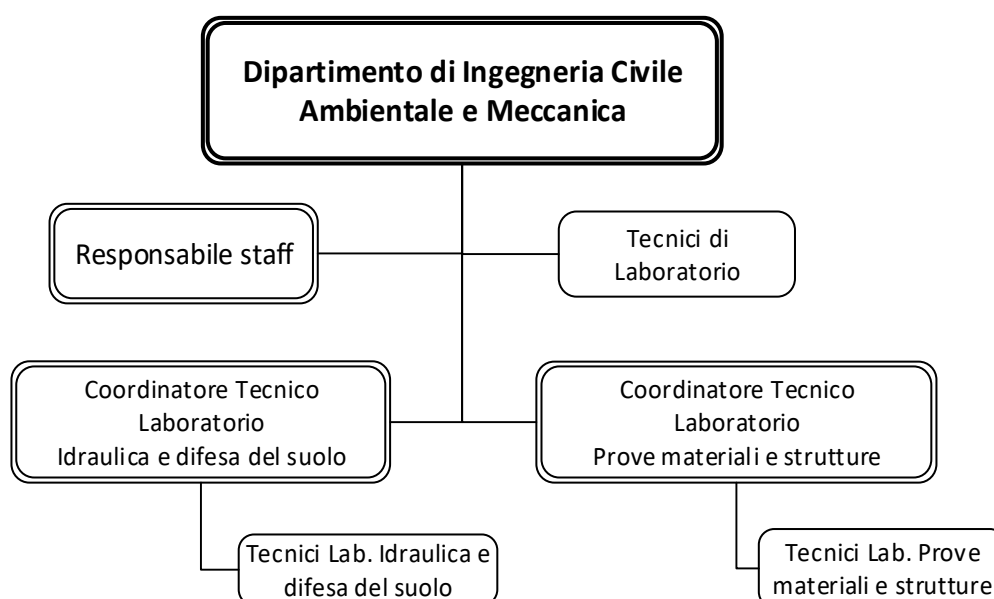 Dipartimento di Ingegneria Civile
Ambientale e Meccanica
Responsabile staff
Tecnici di
Laboratorio
Coordinatore Tecnico
Laboratorio
Idraulica e difesa del suolo
Coordinatore Tecnico
Laboratorio
Prove materiali e strutture
Tecnici Lab. Idraulica e
difesa del suolo
Tecnici Lab. Prove
materiali e strutture